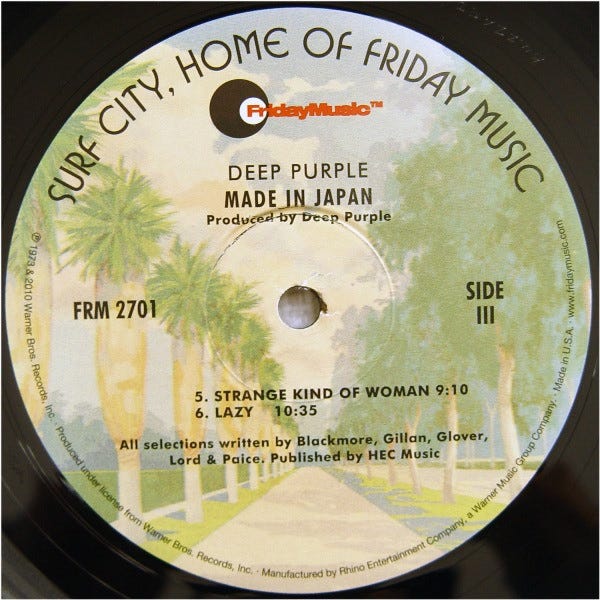 SURF CITY, HOME OF FRIDAY MUSIC
FridayMusic™
DEEP PURPLE
MADE IN JAPAN
Produced by Deep Purple
FRM 2701
SIDE
III
5. STRANGE KIND OF WOMAN 9:10
6. LAZY 10:35
All selections written by Blackmore, Gillan, Glover,
Lord & Paice. Published by HEC Music
℗ 1973 & 2010 Warner Bros. Records, Inc. · Produced under license from Warner Bros. Records, Inc. · Manufactured by Rhino Entertainment Company, a Warner Music Group Company. · Made in U.S.A. · www.fridaymusic.com